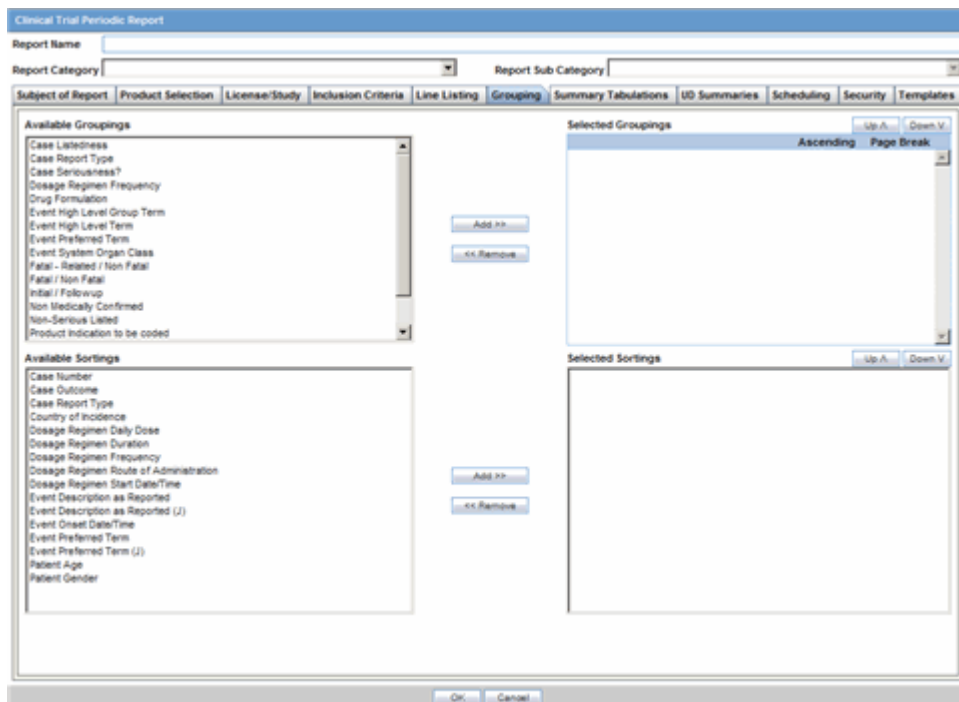 Clinical Trial Periodic Report
Report Name
Report Category Report Sub Category
Subject of Report Product Selection License/Study Inclusion Criteria Line Listing Grouping Summary Tabulations UD Summaries Scheduling Security Templates
Available Groupings Selected Groupings Up Λ Down V
Ascending Page Break
Case Listedness
Case Report Type
Case Seriousness?
Dosage Regimen Frequency
Drug Formulation
Event High Level Group Term
Event High Level Term
Event Preferred Term
Event System Organ Class
Fatal - Related / Non Fatal
Fatal / Non Fatal
Initial / Followup
Non Medically Confirmed
Non-Serious Listed
Product Indication to be coded
Add >>
<< Remove
Available Sortings Selected Sortings Up Λ Down V
Case Number
Case Outcome
Case Report Type
Country of Incidence
Dosage Regimen Daily Dose
Dosage Regimen Duration
Dosage Regimen Frequency
Dosage Regimen Route of Administration
Dosage Regimen Start Date/Time
Event Description as Reported
Event Description as Reported (J)
Event Onset Date/Time
Event Preferred Term
Event Preferred Term (J)
Patient Age
Patient Gender
Add >>
<< Remove
OK Cancel